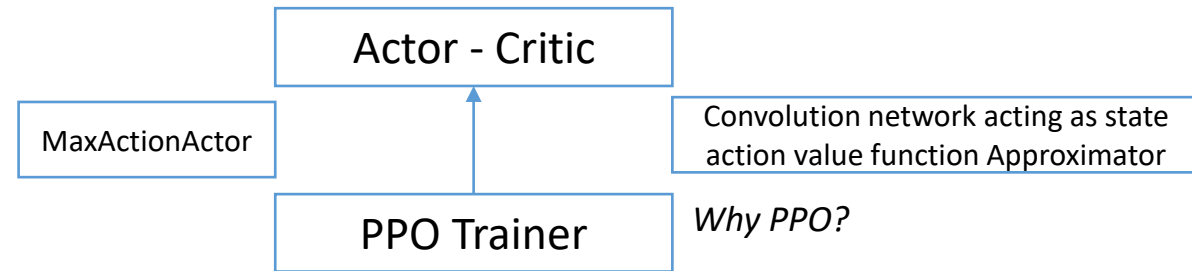 Actor - Critic
MaxActionActor
Convolution network acting as state
action value function Approximator
PPO Trainer
Why PPO?